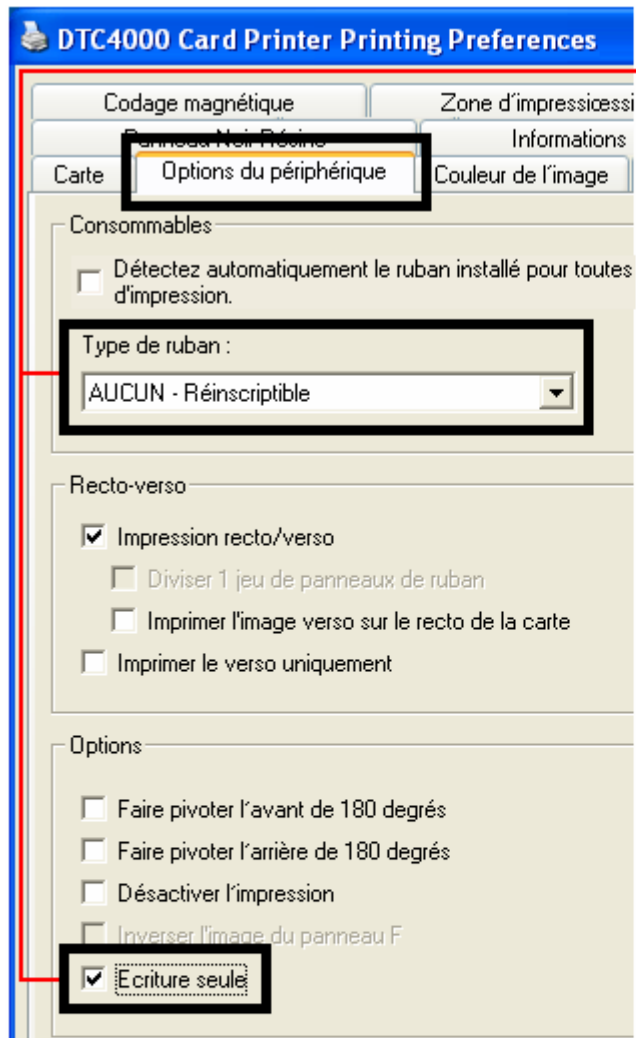 DTC4000 Card Printer Printing Preferences
Codage magnétique
Zone d'impressicessi
Panneau Noir Résine
Informations
Carte
Options du périphérique
Couleur de l'image
Consommables
Détectez automatiquement le ruban installé pour toutes
d'impression.
Type de ruban :
AUCUN - Réinscriptible
Recto-verso
Impression recto/verso
Diviser 1 jeu de panneaux de ruban
Imprimer l'image verso sur le recto de la carte
Imprimer le verso uniquement
Options
Faire pivoter l'avant de 180 degrés
Faire pivoter l'arrière de 180 degrés
Désactiver l'impression
Inverser l'image du panneau F
Ecriture seule